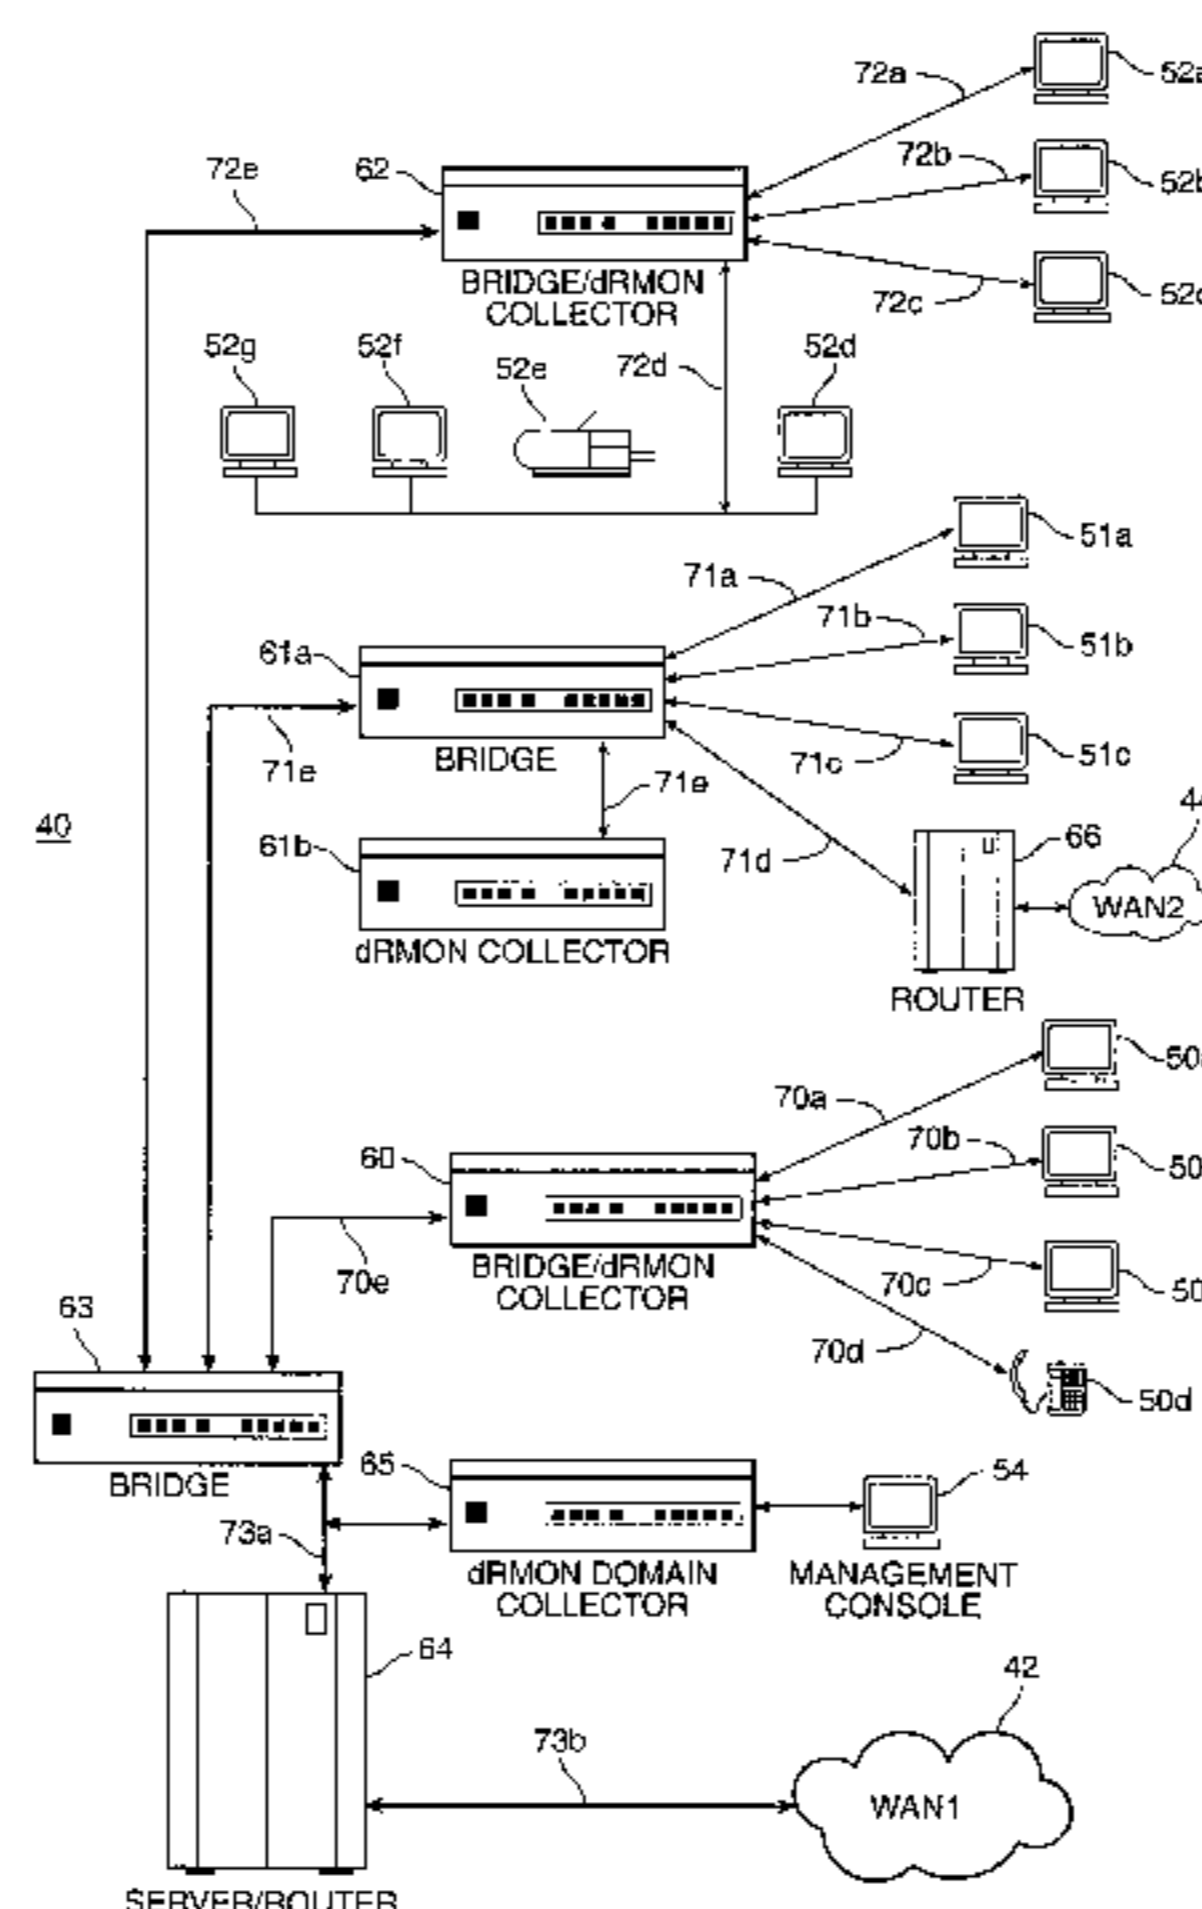 72a
52a
72b
52b
72e
62
72c
BRIDGE/dRMON
COLLECTOR
52g
52f
52e
72d
52d
51a
71a
71b
51b
61a
71e
BRIDGE
71c
51c
71e
40
61b
71d
66
44
WAN2
dRMON COLLECTOR
ROUTER
70a
70b
60
BRIDGE/dRMON
COLLECTOR
70e
70c
63
70d
50d
BRIDGE
65
54
73a
dRMON DOMAIN
COLLECTOR
MANAGEMENT
CONSOLE
64
42
73b
WAN1
SERVER/ROUTER